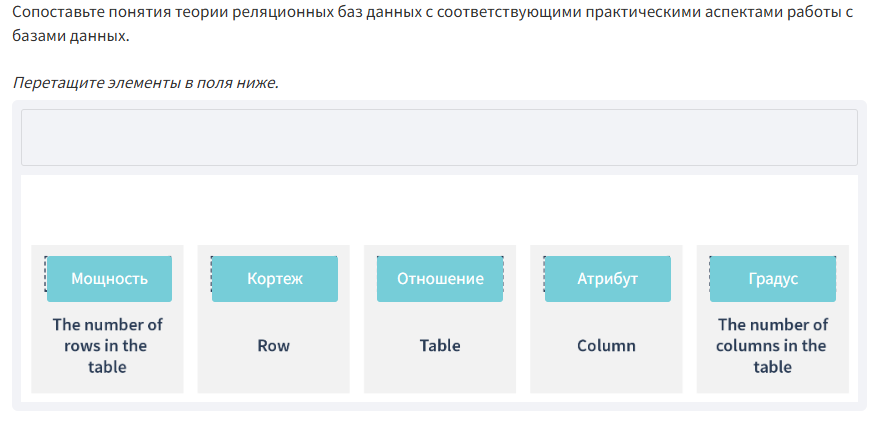 Сопоставьте понятия теории реляционных баз данных с соответствующими практическими аспектами работы с
базами данных.
Перетащите элементы в поля ниже.
Мощность
The number of
rows in the
table
Кортеж
Row
Отношение
Table
Атрибут
Column
Градус
The number of
columns in the
table